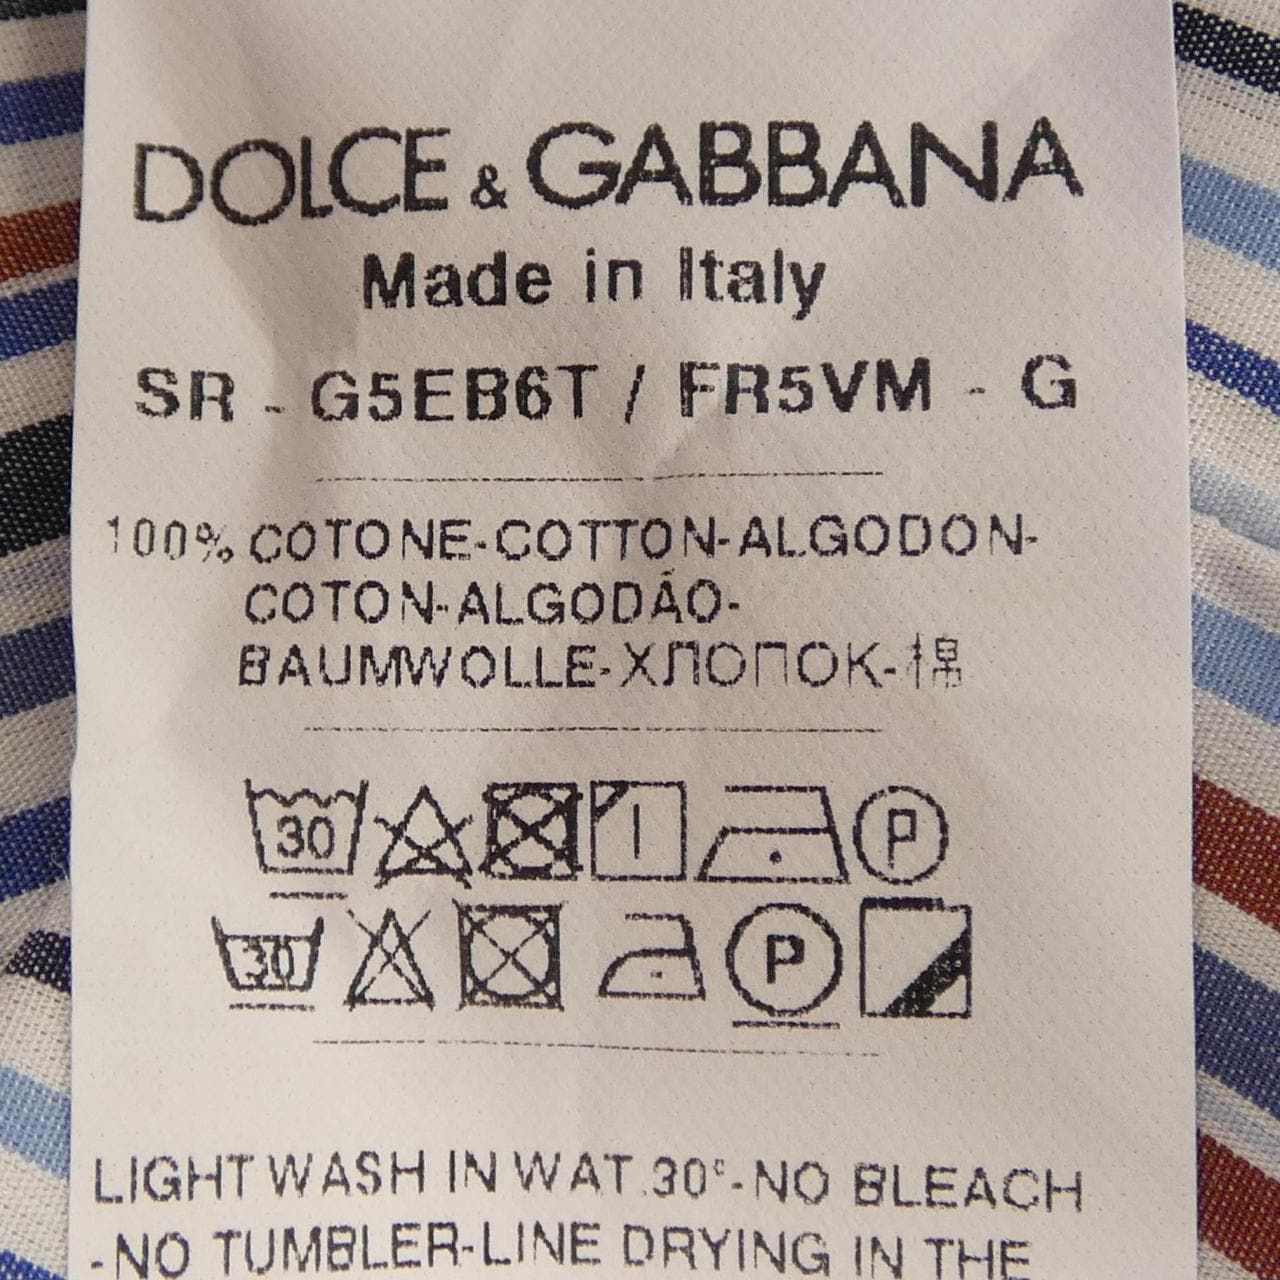 DOLCE & GABBANA
Made in Italy
SR - G5EB6T / FR5VM - G
100% COTONE-COTTON-ALGODON-
COTON-ALGODÃO-
BAUMWOLLE-ХЛОПОК-棉
30 P
30 P
LIGHT WASH IN WAT.30°-NO BLEACH
-NO TUMBLER-LINE DRYING IN THE